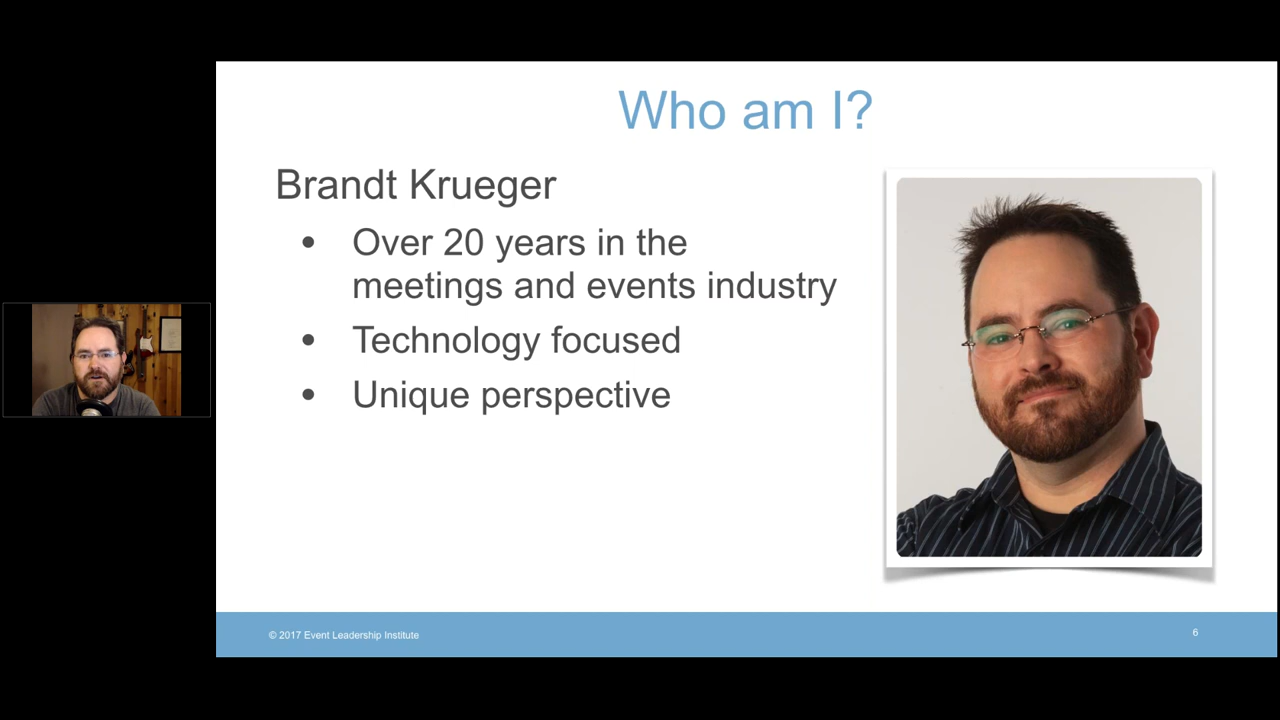 Who am I?
Brandt Krueger
• Over 20 years in the
meetings and events industry
• Technology focused
• Unique perspective
© 2017 Event Leadership Institute
6